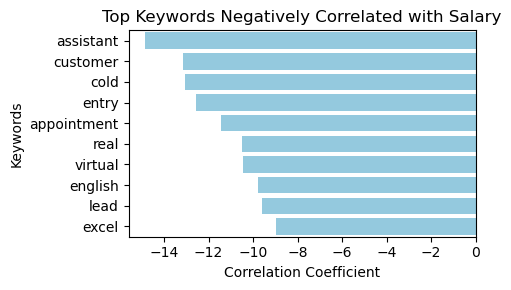 Top Keywords Negatively Correlated with Salary
assistant
customer
cold
entry
appointment
real
virtual
english
lead
excel
Keywords
−14 −12 −10 −8 −6 −4 −2 0
Correlation Coefficient